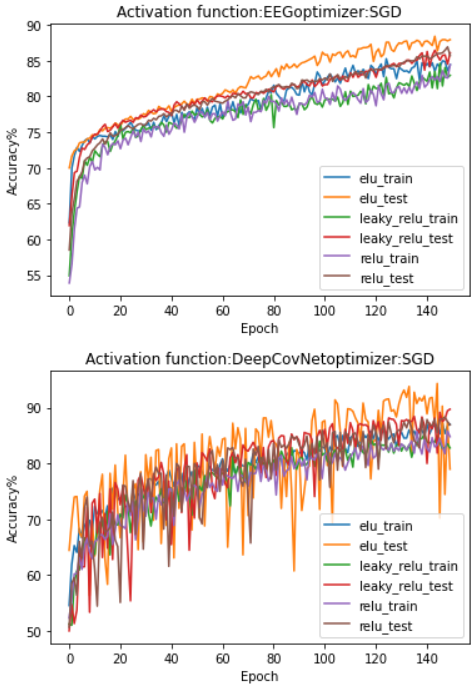 Activation function:EEGoptimizer:SGD
90
85
80
75
70
65
60
55
Accuracy%
elu_train
elu_test
leaky_relu_train
leaky_relu_test
relu_train
relu_test
0 20 40 60 80 100 120 140
Epoch
Activation function:DeepCovNetoptimizer:SGD
90
80
70
60
50
Accuracy%
elu_train
elu_test
leaky_relu_train
leaky_relu_test
relu_train
relu_test
0 20 40 60 80 100 120 140
Epoch